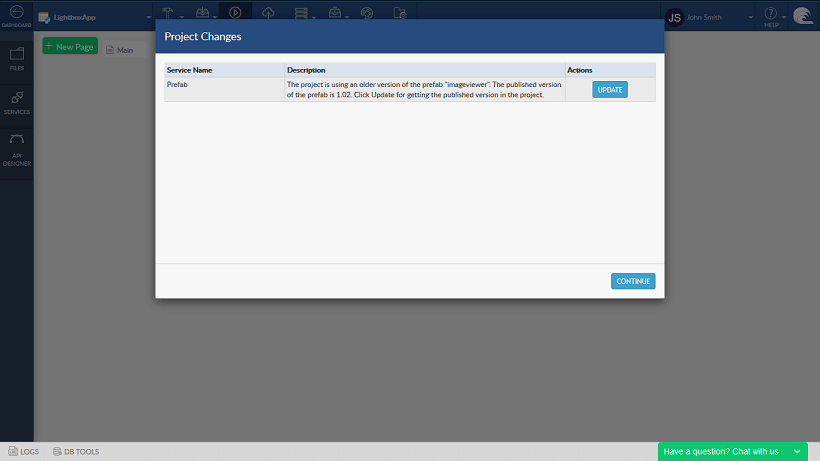 DASHBOARD
LightboxApp
JS
John Smith
HELP
+ New Page
Main
FILES
SERVICES
API
DESIGNER
Project Changes
Service Name
Description
Actions
Prefab
The project is using an older version of the prefab "imageviewer". The published version
of the prefab is 1.02. Click Update for getting the published version in the project.
UPDATE
CONTINUE
LOGS
DB TOOLS
Have a question? Chat with us